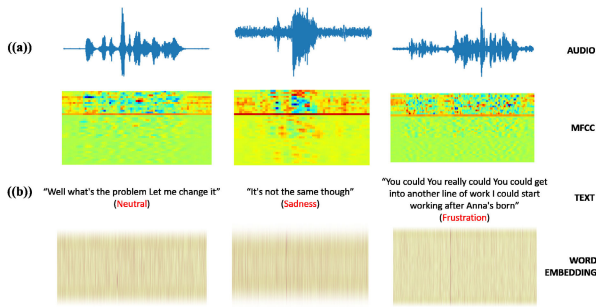 ((a))
AUDIO
MFCC
((b))
"Well what's the problem Let me change it"
(Neutral)
"It's not the same though"
(Sadness)
"You could You really could You could get
into another line of work I could start
working after Anna's born"
(Frustration)
TEXT
WORD
EMBEDDING